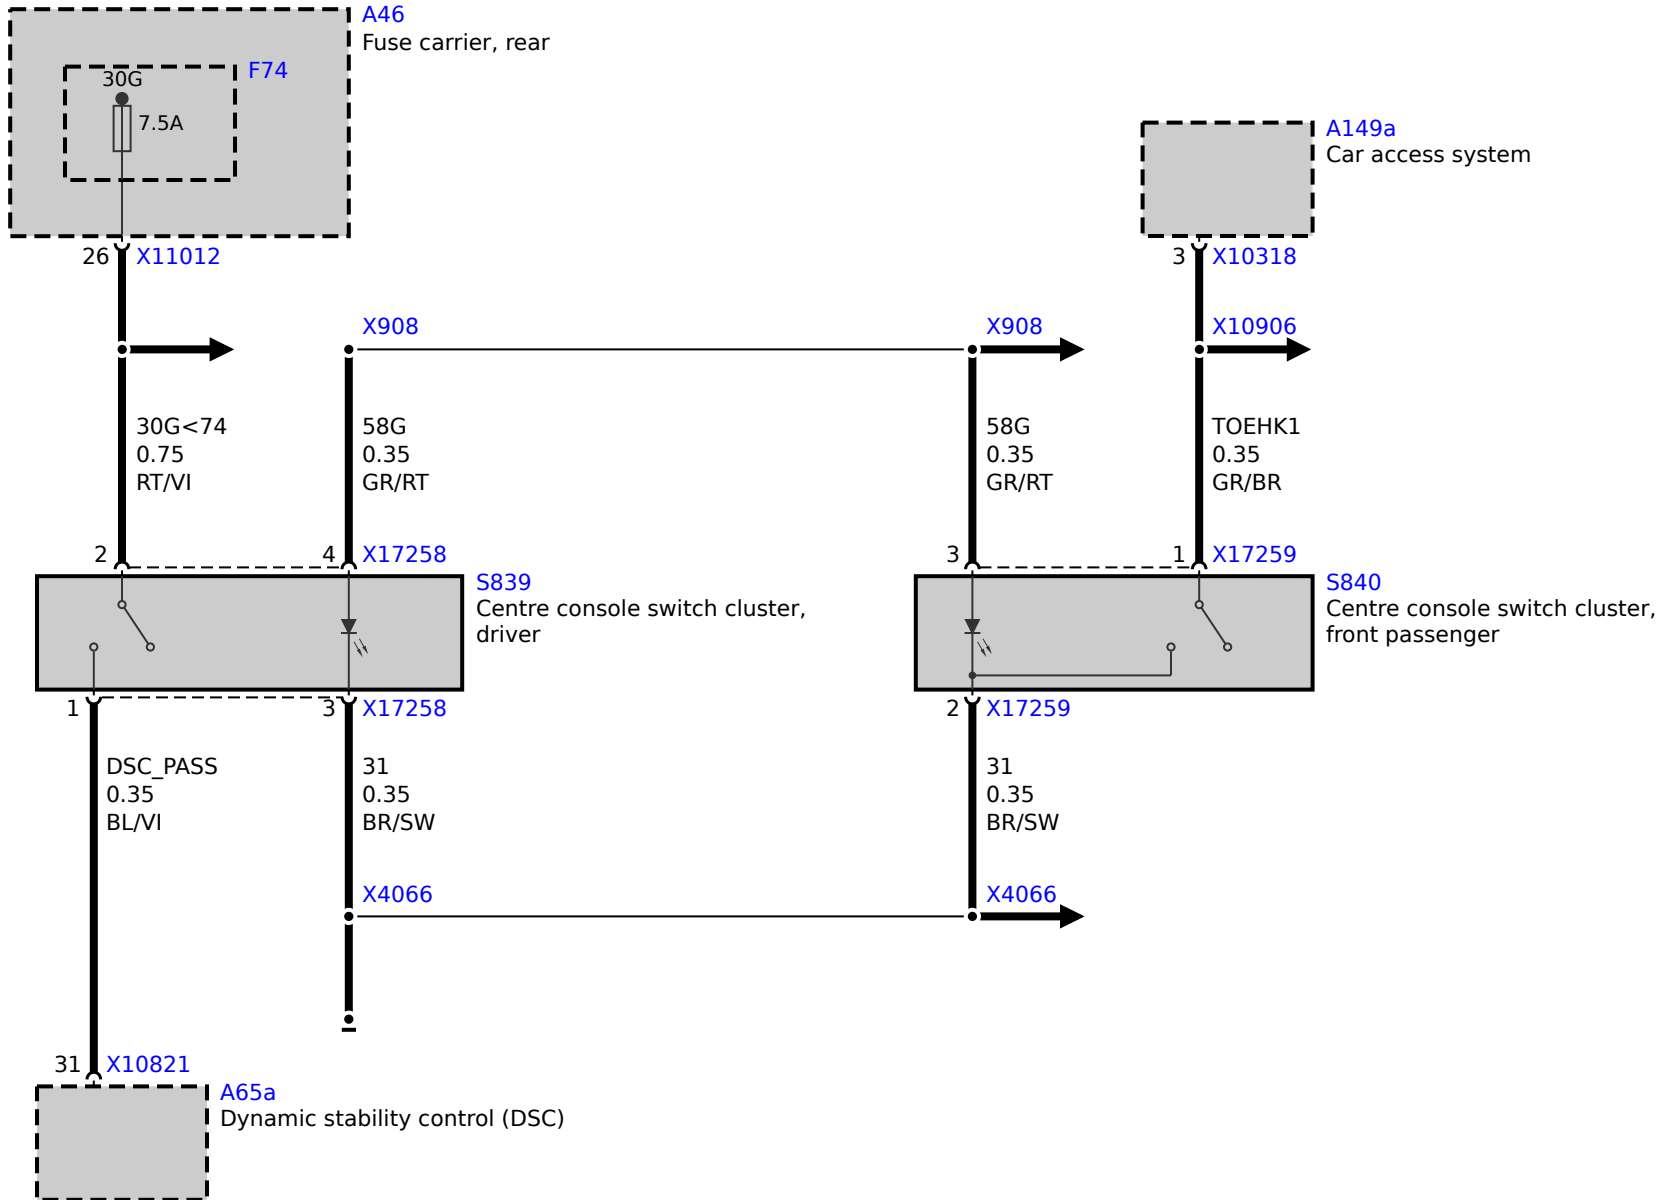 A46
Fuse carrier, rear
F74
30G
7.5A
A149a
Car access system
26 X11012
3 X10318
X908
X908
X10906
30G<74
0.75
RT/VI
58G
0.35
GR/RT
58G
0.35
GR/RT
TOEHK1
0.35
GR/BR
2
4 X17258
3
1 X17259
S839
Centre console switch cluster,
driver
S840
Centre console switch cluster,
front passenger
1
3 X17258
2 X17259
DSC_PASS
0.35
BL/VI
31
0.35
BR/SW
31
0.35
BR/SW
X4066
X4066
31 X10821
A65a
Dynamic stability control (DSC)